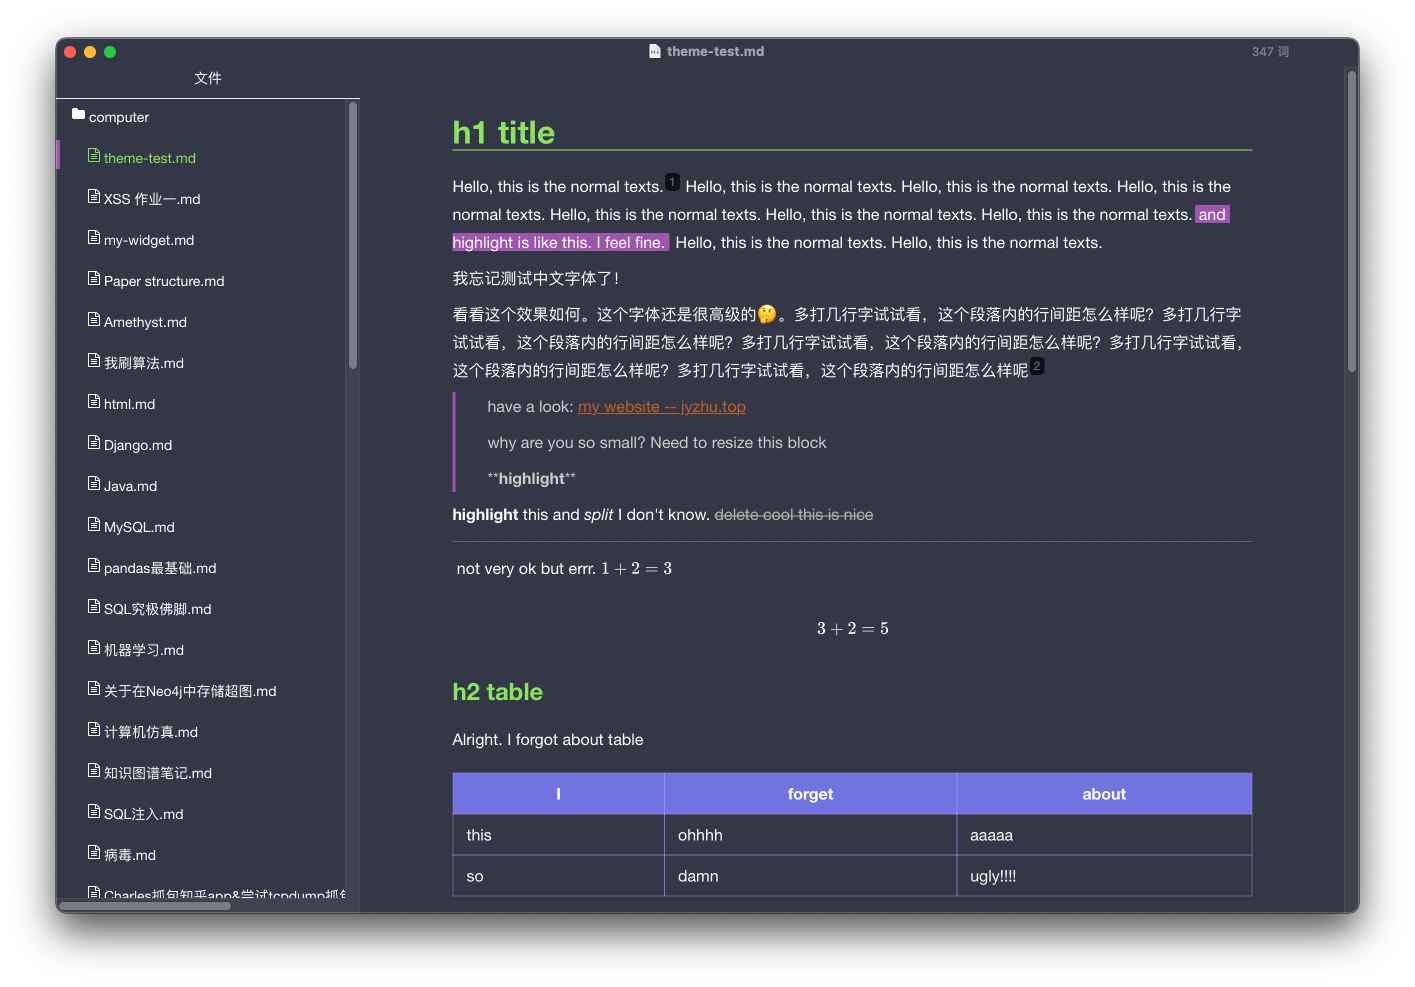 theme-test.md
347 词
文件
computer
theme-test.md
XSS 作业一.md
my-widget.md
Paper structure.md
Amethyst.md
我刷算法.md
html.md
Django.md
Java.md
MySQL.md
pandas最基础.md
SQL究极佛脚.md
机器学习.md
关于在Neo4j中存储超图.md
计算机仿真.md
知识图谱笔记.md
SQL注入.md
病毒.md
Charles抓包知乎app&尝试tcpdump抓包
h1 title
Hello, this is the normal texts.1 Hello, this is the normal texts. Hello, this is the normal texts. Hello, this is the
normal texts. Hello, this is the normal texts. Hello, this is the normal texts. Hello, this is the normal texts. and
highlight is like this. I feel fine. Hello, this is the normal texts. Hello, this is the normal texts.
我忘记测试中文字体了！
看看这个效果如何。这个字体还是很高级的🤔。多打几行字试试看，这个段落内的行间距怎么样呢？多打几行字
试试看，这个段落内的行间距怎么样呢？多打几行字试试看，这个段落内的行间距怎么样呢？多打几行字试试看，
这个段落内的行间距怎么样呢？多打几行字试试看，这个段落内的行间距怎么样呢2
have a look: my website -- jyzhu.top
why are you so small? Need to resize this block
**highlight**
highlight this and split I don't know. delete cool this is nice
not very ok but errr. 1 + 2 = 3
3 + 2 = 5
h2 table
Alright. I forgot about table
I forget about
this ohhhh aaaaa
so damn ugly!!!!